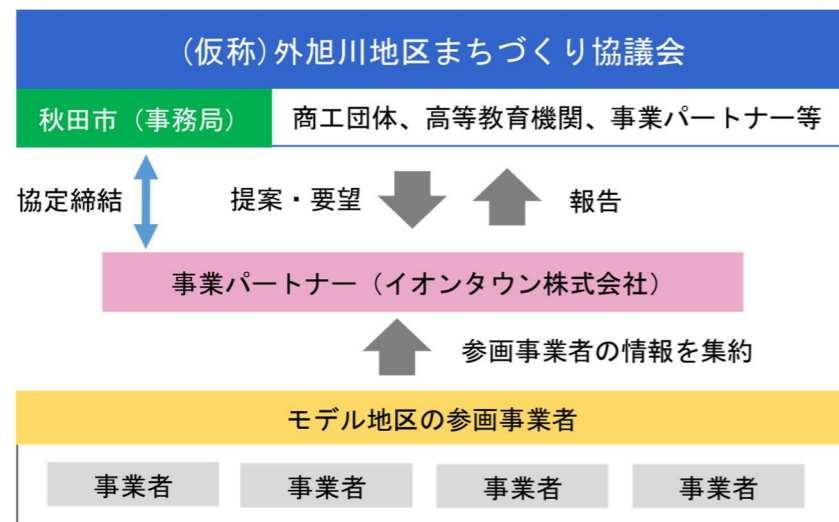 (仮称)外旭川地区まちづくり協議会
秋田市（事務局）
商工団体、高等教育機関、事業パートナー等
協定締結
提案・要望
報告
事業パートナー（イオンタウン株式会社）
参画事業者の情報を集約
モデル地区の参画事業者
事業者
事業者
事業者
事業者